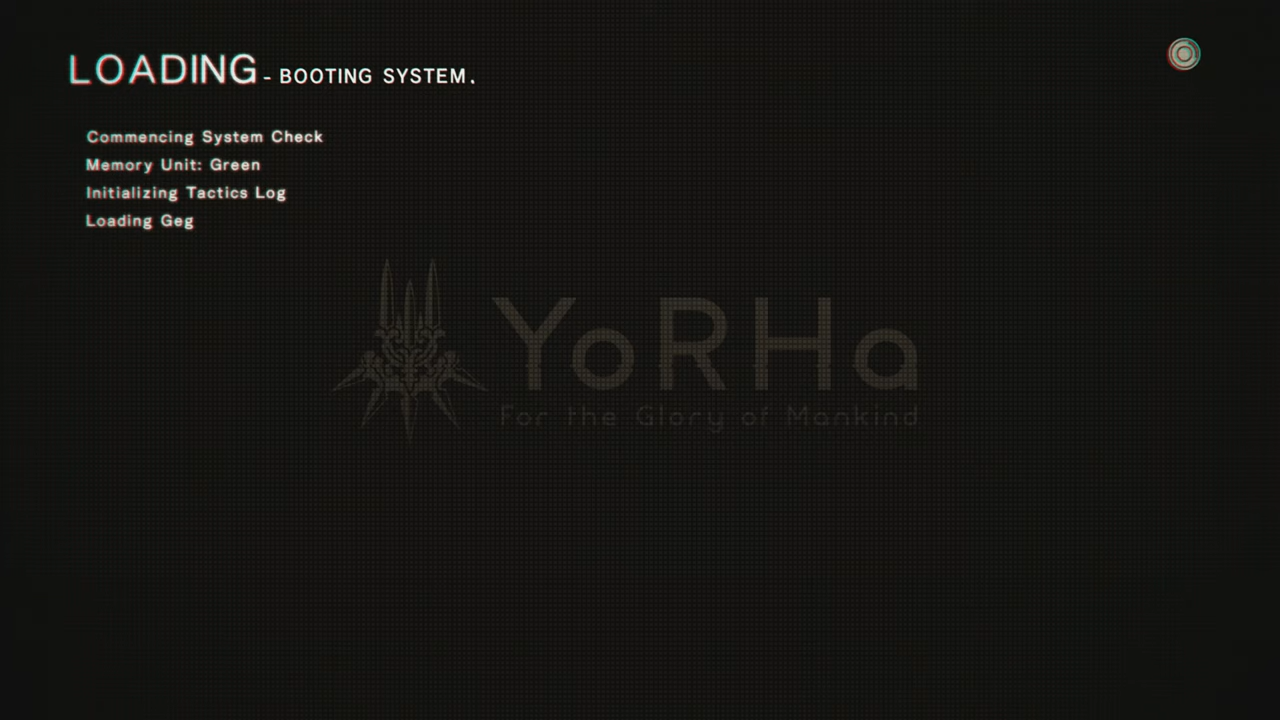 LOADING - BOOTING SYSTEM.
Commencing System Check
Memory Unit: Green
Initializing Tactics Log
Loading Geg
YoRHa
For the Glory of Mankind